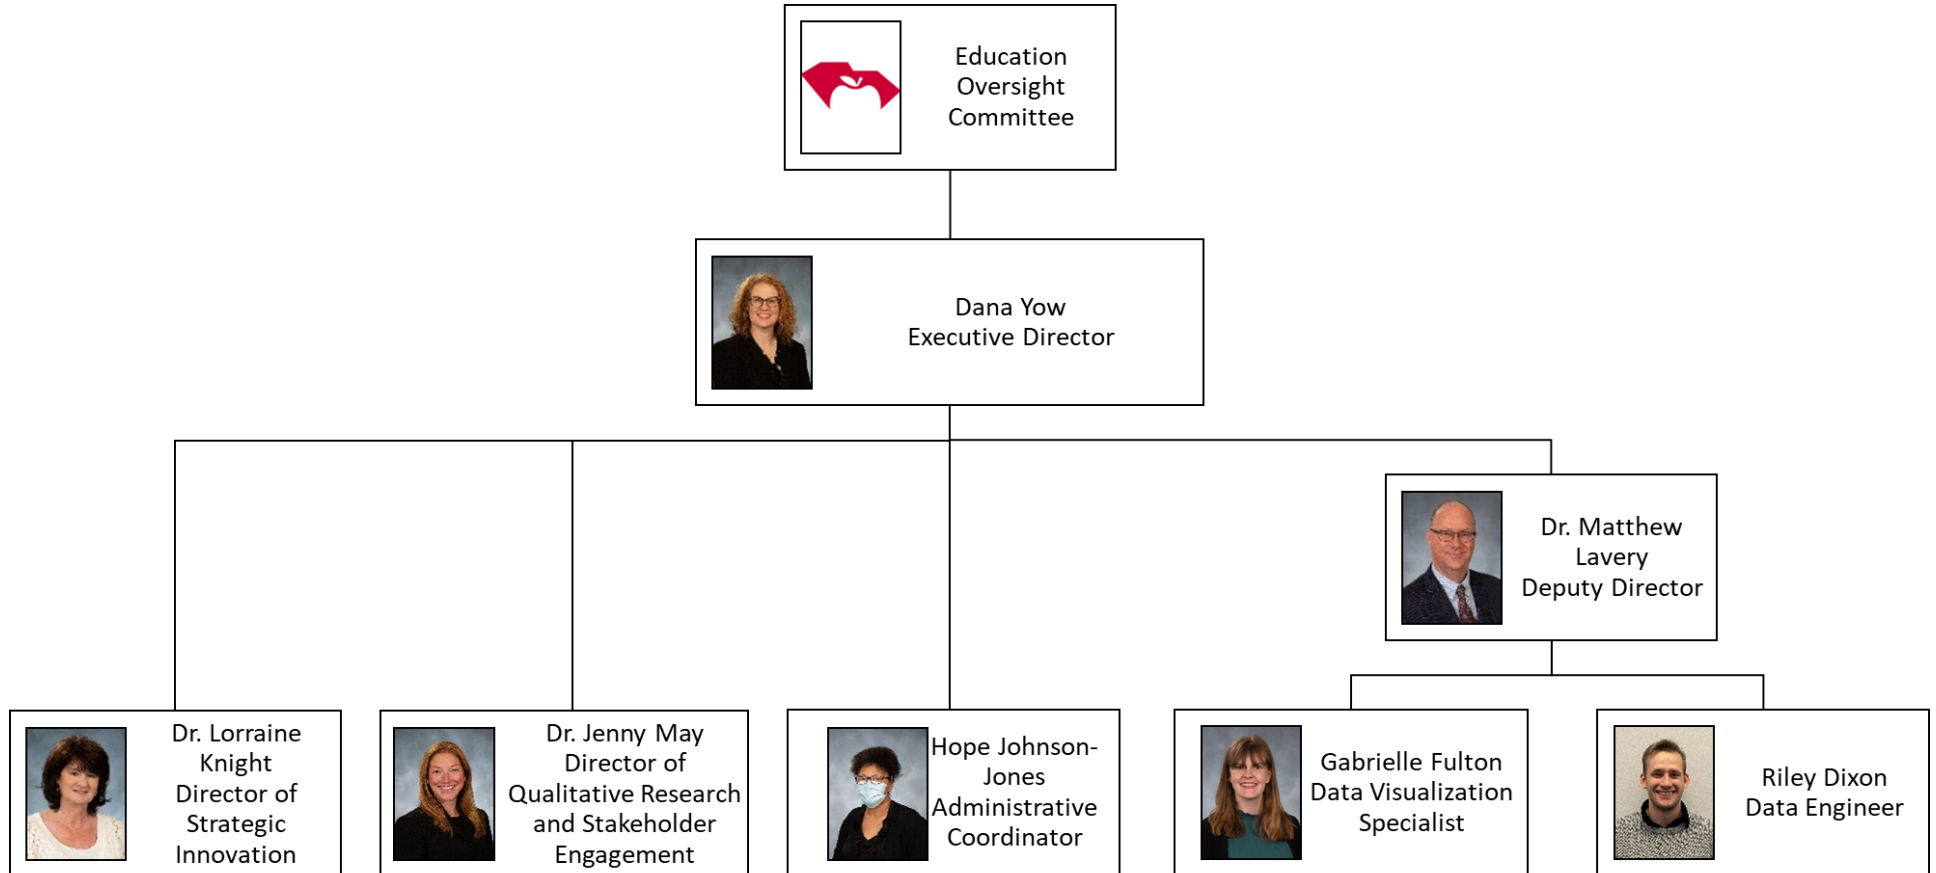 Education
Oversight
Committee
Dana Yow
Executive Director
Dr. Matthew
Lavery
Deputy Director
Dr. Lorraine
Knight
Director of
Strategic
Innovation
Dr. Jenny May
Director of
Qualitative Research
and Stakeholder
Engagement
Hope Johnson-
Jones
Administrative
Coordinator
Gabrielle Fulton
Data Visualization
Specialist
Riley Dixon
Data Engineer